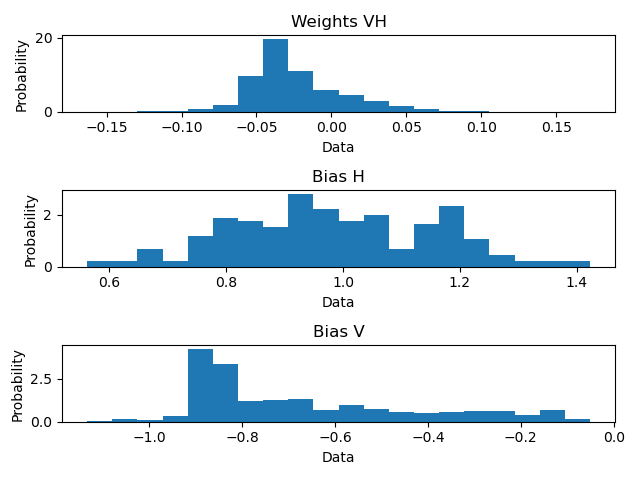 Weights VH
20
0
Probability
−0.15 −0.10 −0.05 0.00 0.05 0.10 0.15
Data
Bias H
2
0
Probability
0.6 0.8 1.0 1.2 1.4
Data
Bias V
2.5
0.0
Probability
−1.0 −0.8 −0.6 −0.4 −0.2 0.0
Data